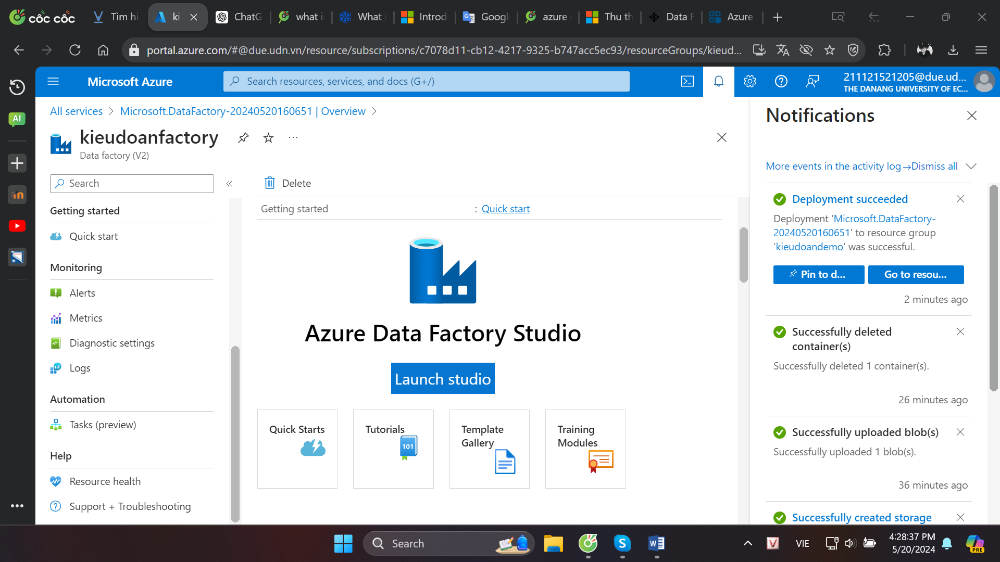 cốc cốc
Tìm hi
ki
ChatG
what is
What i
Introd
Googl
azure
Thu th
Data F
Azure
portal.azure.com/#@due.udn.vn/resource/subscriptions/c7078d11-cb12-4217-9325-b747acc5ec93/resourceGroups/kieud...
Microsoft Azure
Search resources, services, and docs (G+/)
211121521205@due.ud...
THE DANANG UNIVERSITY OF EC...
AI
All services
Microsoft.DataFactory-20240520160651 | Overview
kieudoanfactory
...
Data factory (V2)
Search
«
Getting started
Quick start
Monitoring
Alerts
Metrics
Diagnostic settings
Logs
Automation
Tasks (preview)
Help
Resource health
Support + Troubleshooting
Delete
Getting started : Quick start
Azure Data Factory Studio
Launch studio
Quick Starts
Tutorials
101
Template
Gallery
Training
Modules
Notifications
More events in the activity log →
Dismiss all
Deployment succeeded
Deployment 'Microsoft.DataFactory-
20240520160651' to resource group
'kieudoandemo' was successful.
Pin to d...
Go to resou...
2 minutes ago
Successfully deleted
container(s)
Successfully deleted 1 container(s).
26 minutes ago
Successfully uploaded blob(s)
Successfully uploaded 1 blob(s).
36 minutes ago
Successfully created storage
Search
W
V
VIE
4:28:37 PM
5/20/2024
PRE